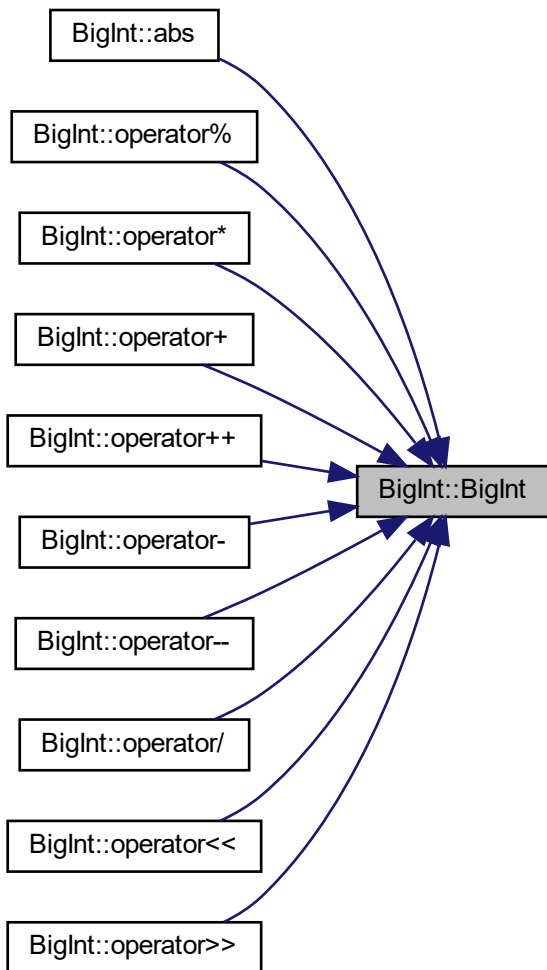 BigInt::abs
BigInt::operator%
BigInt::operator*
BigInt::operator+
BigInt::operator++
BigInt::BigInt
BigInt::operator-
BigInt::operator--
BigInt::operator/
BigInt::operator<<
BigInt::operator>>